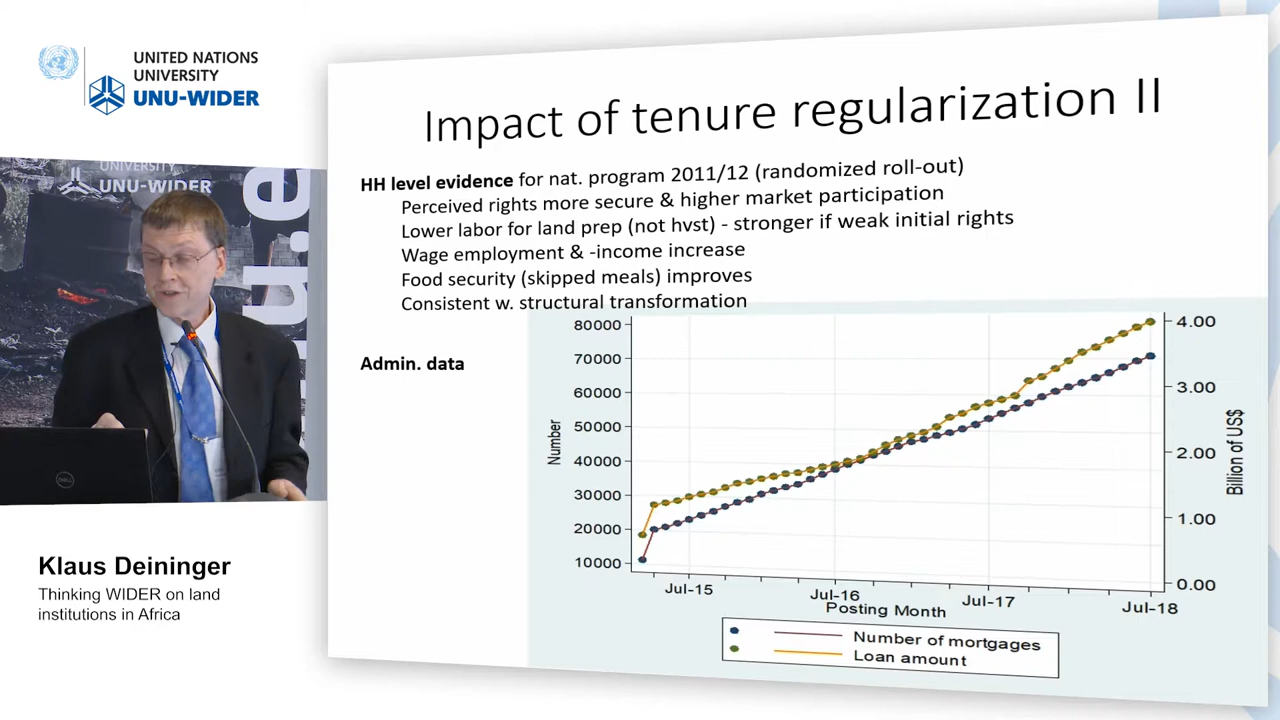 UNITED NATIONS
UNIVERSITY
UNU-WIDER
UNIVERSITY
UNU-WIDER
DELL
Klaus Deininger
Thinking WIDER on land
institutions in Africa
Impact of tenure regularization II
HH level evidence for nat. program 2011/12 (randomized roll-out)
Perceived rights more secure & higher market participation
Lower labor for land prep (not hvst) - stronger if weak initial rights
Wage employment & -income increase
Food security (skipped meals) improves
Consistent w. structural transformation
Admin. data
Number
80000
70000
60000
50000
40000
30000
20000
10000
4.00
3.00
2.00
1.00
0.00
Billion of US$
Jul-15
Jul-16
Jul-17
Jul-18
Posting Month
Number of mortgages
Loan amount